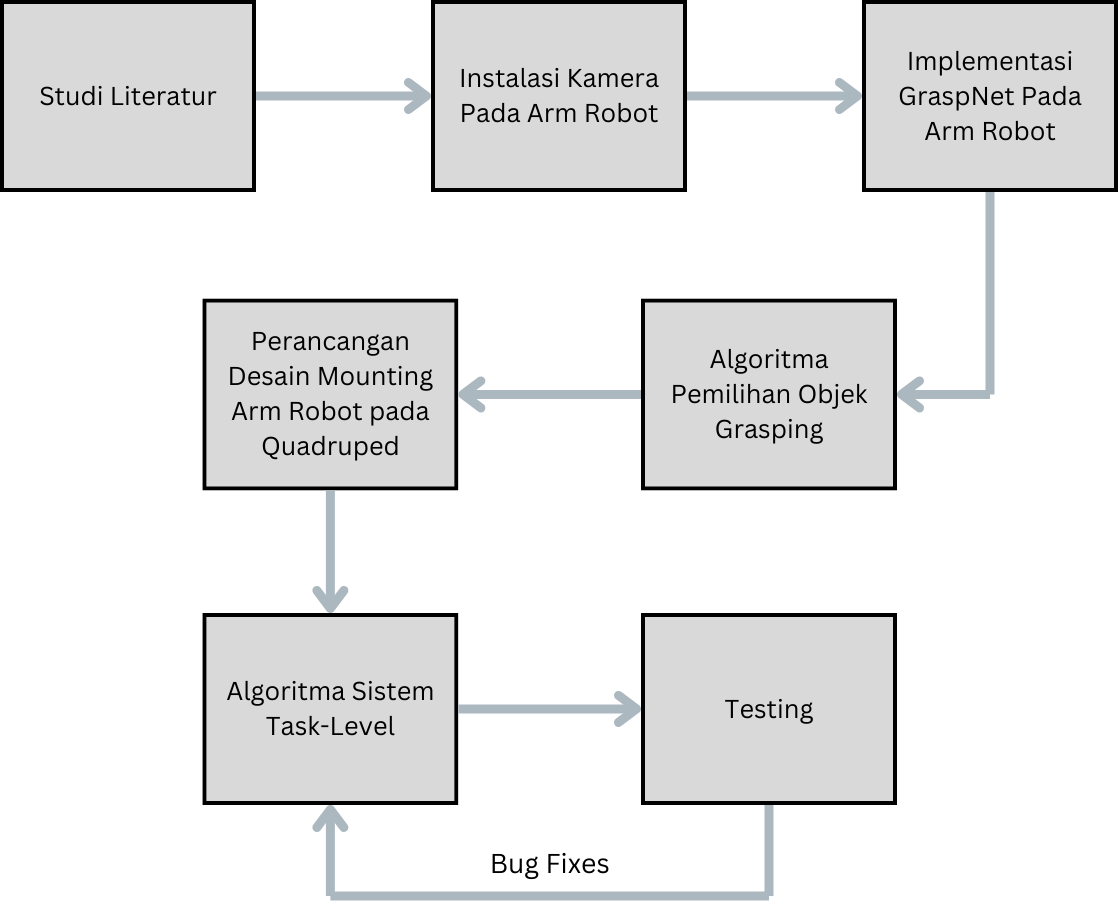 Studi Literatur
Instalasi Kamera
Pada Arm Robot
Implementasi
GraspNet Pada
Arm Robot
Algoritma
Pemilihan Objek
Grasping
Perancangan
Desain Mounting
Arm Robot pada
Quadruped
Algoritma Sistem
Task-Level
Testing
Bug Fixes